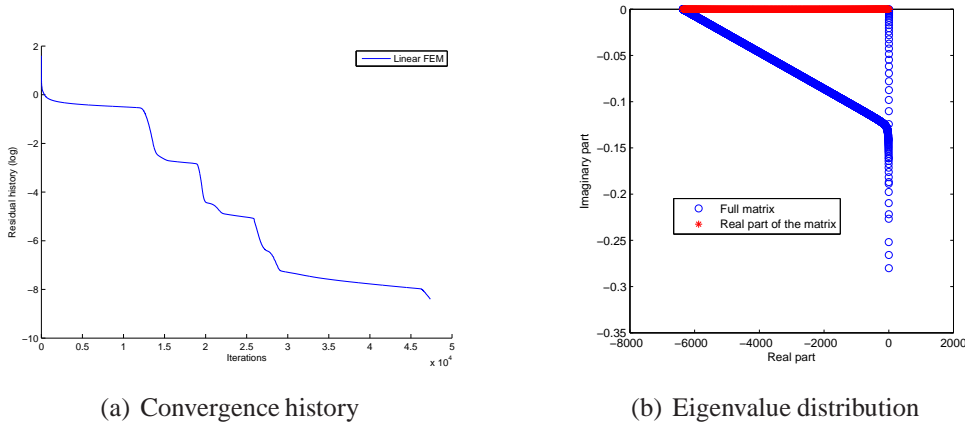 2
0
−2
−4
−6
−8
−10
Residual history (log)
Linear FEM
0 0.5 1 1.5 2 2.5 3 3.5 4 4.5 5
Iterations
x 10^4
(a) Convergence history
0
−0.05
−0.1
−0.15
−0.2
−0.25
−0.3
−0.35
Imaginary part
Full matrix
Real part of the matrix
−8000 −6000 −4000 −2000 0 2000
Real part
(b) Eigenvalue distribution